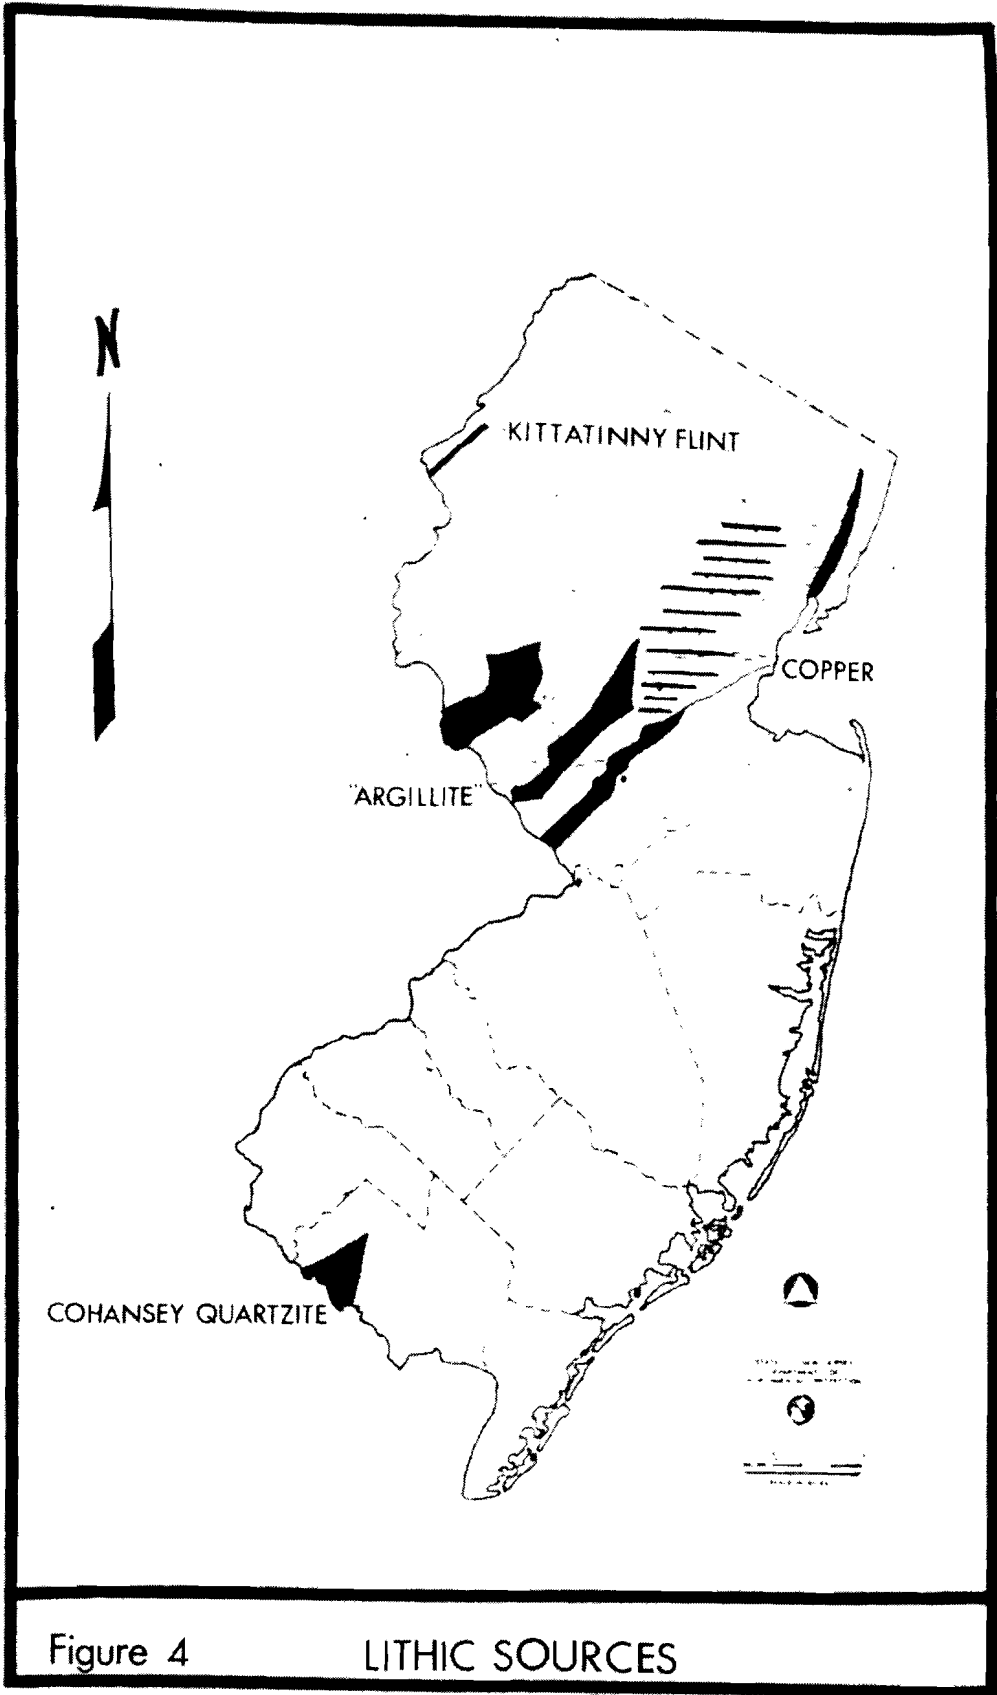 N
KITTATINNY FLINT
COPPER
"ARGILLITE"
COHANSEY QUARTZITE
Figure 4
LITHIC SOURCES